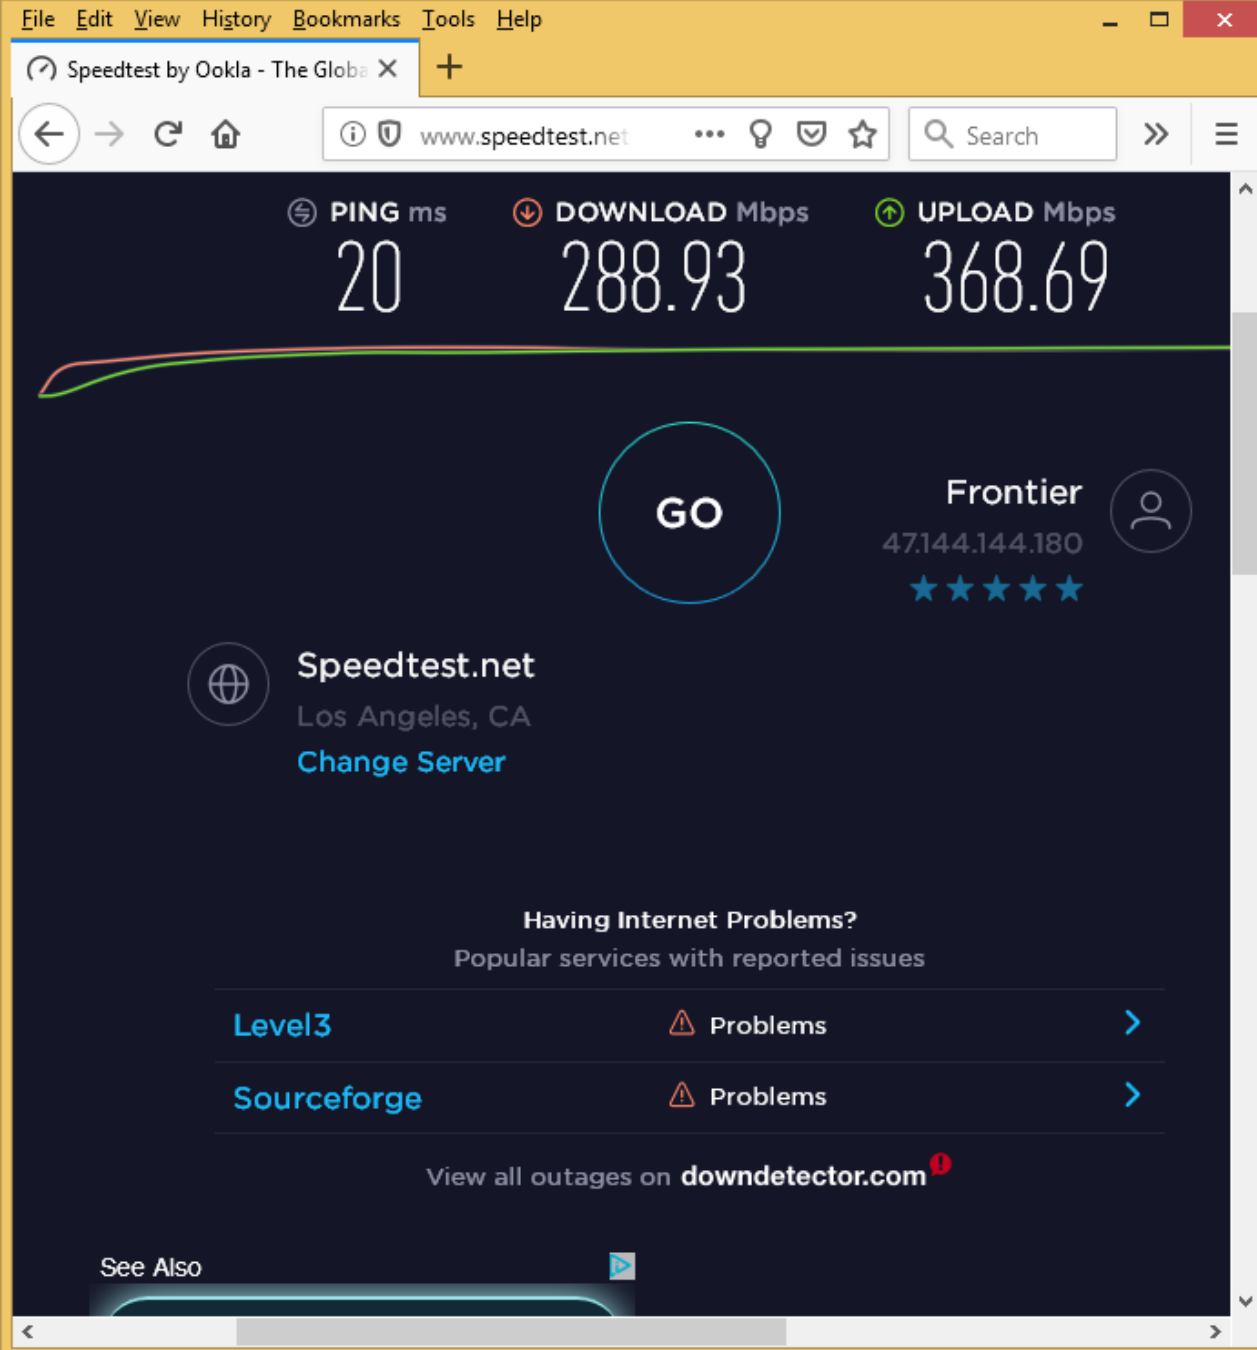 File Edit View History Bookmarks Tools Help
Speedtest by Ookla - The Globa
www.speedtest.net
Search
PING ms DOWNLOAD Mbps UPLOAD Mbps
20 288.93 368.69
GO
Frontier
47.144.144.180
Speedtest.net
Los Angeles, CA
Change Server
Having Internet Problems?
Popular services with reported issues
Level3 Problems
Sourceforge Problems
View all outages on downdetector.com
See Also